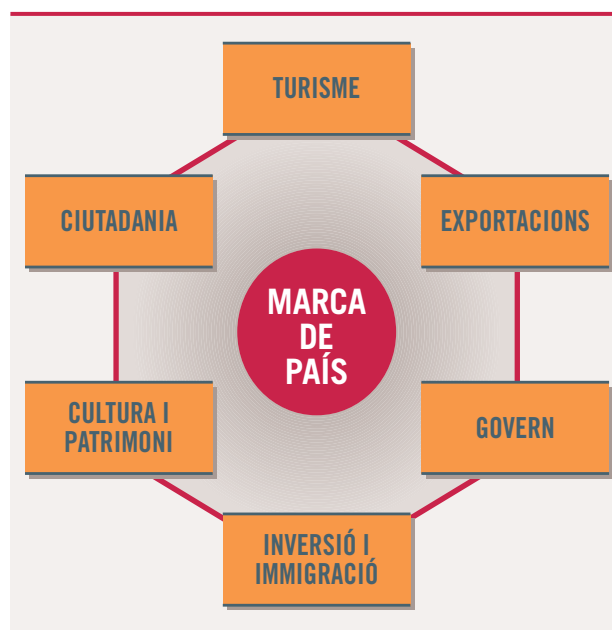 TURISME
CIUTADANIA
EXPORTACIONS
MARCA
DE
PAÍS
CULTURA I
PATRIMONI
GOVERN
INVERSIÓ I
IMMIGRACIÓ